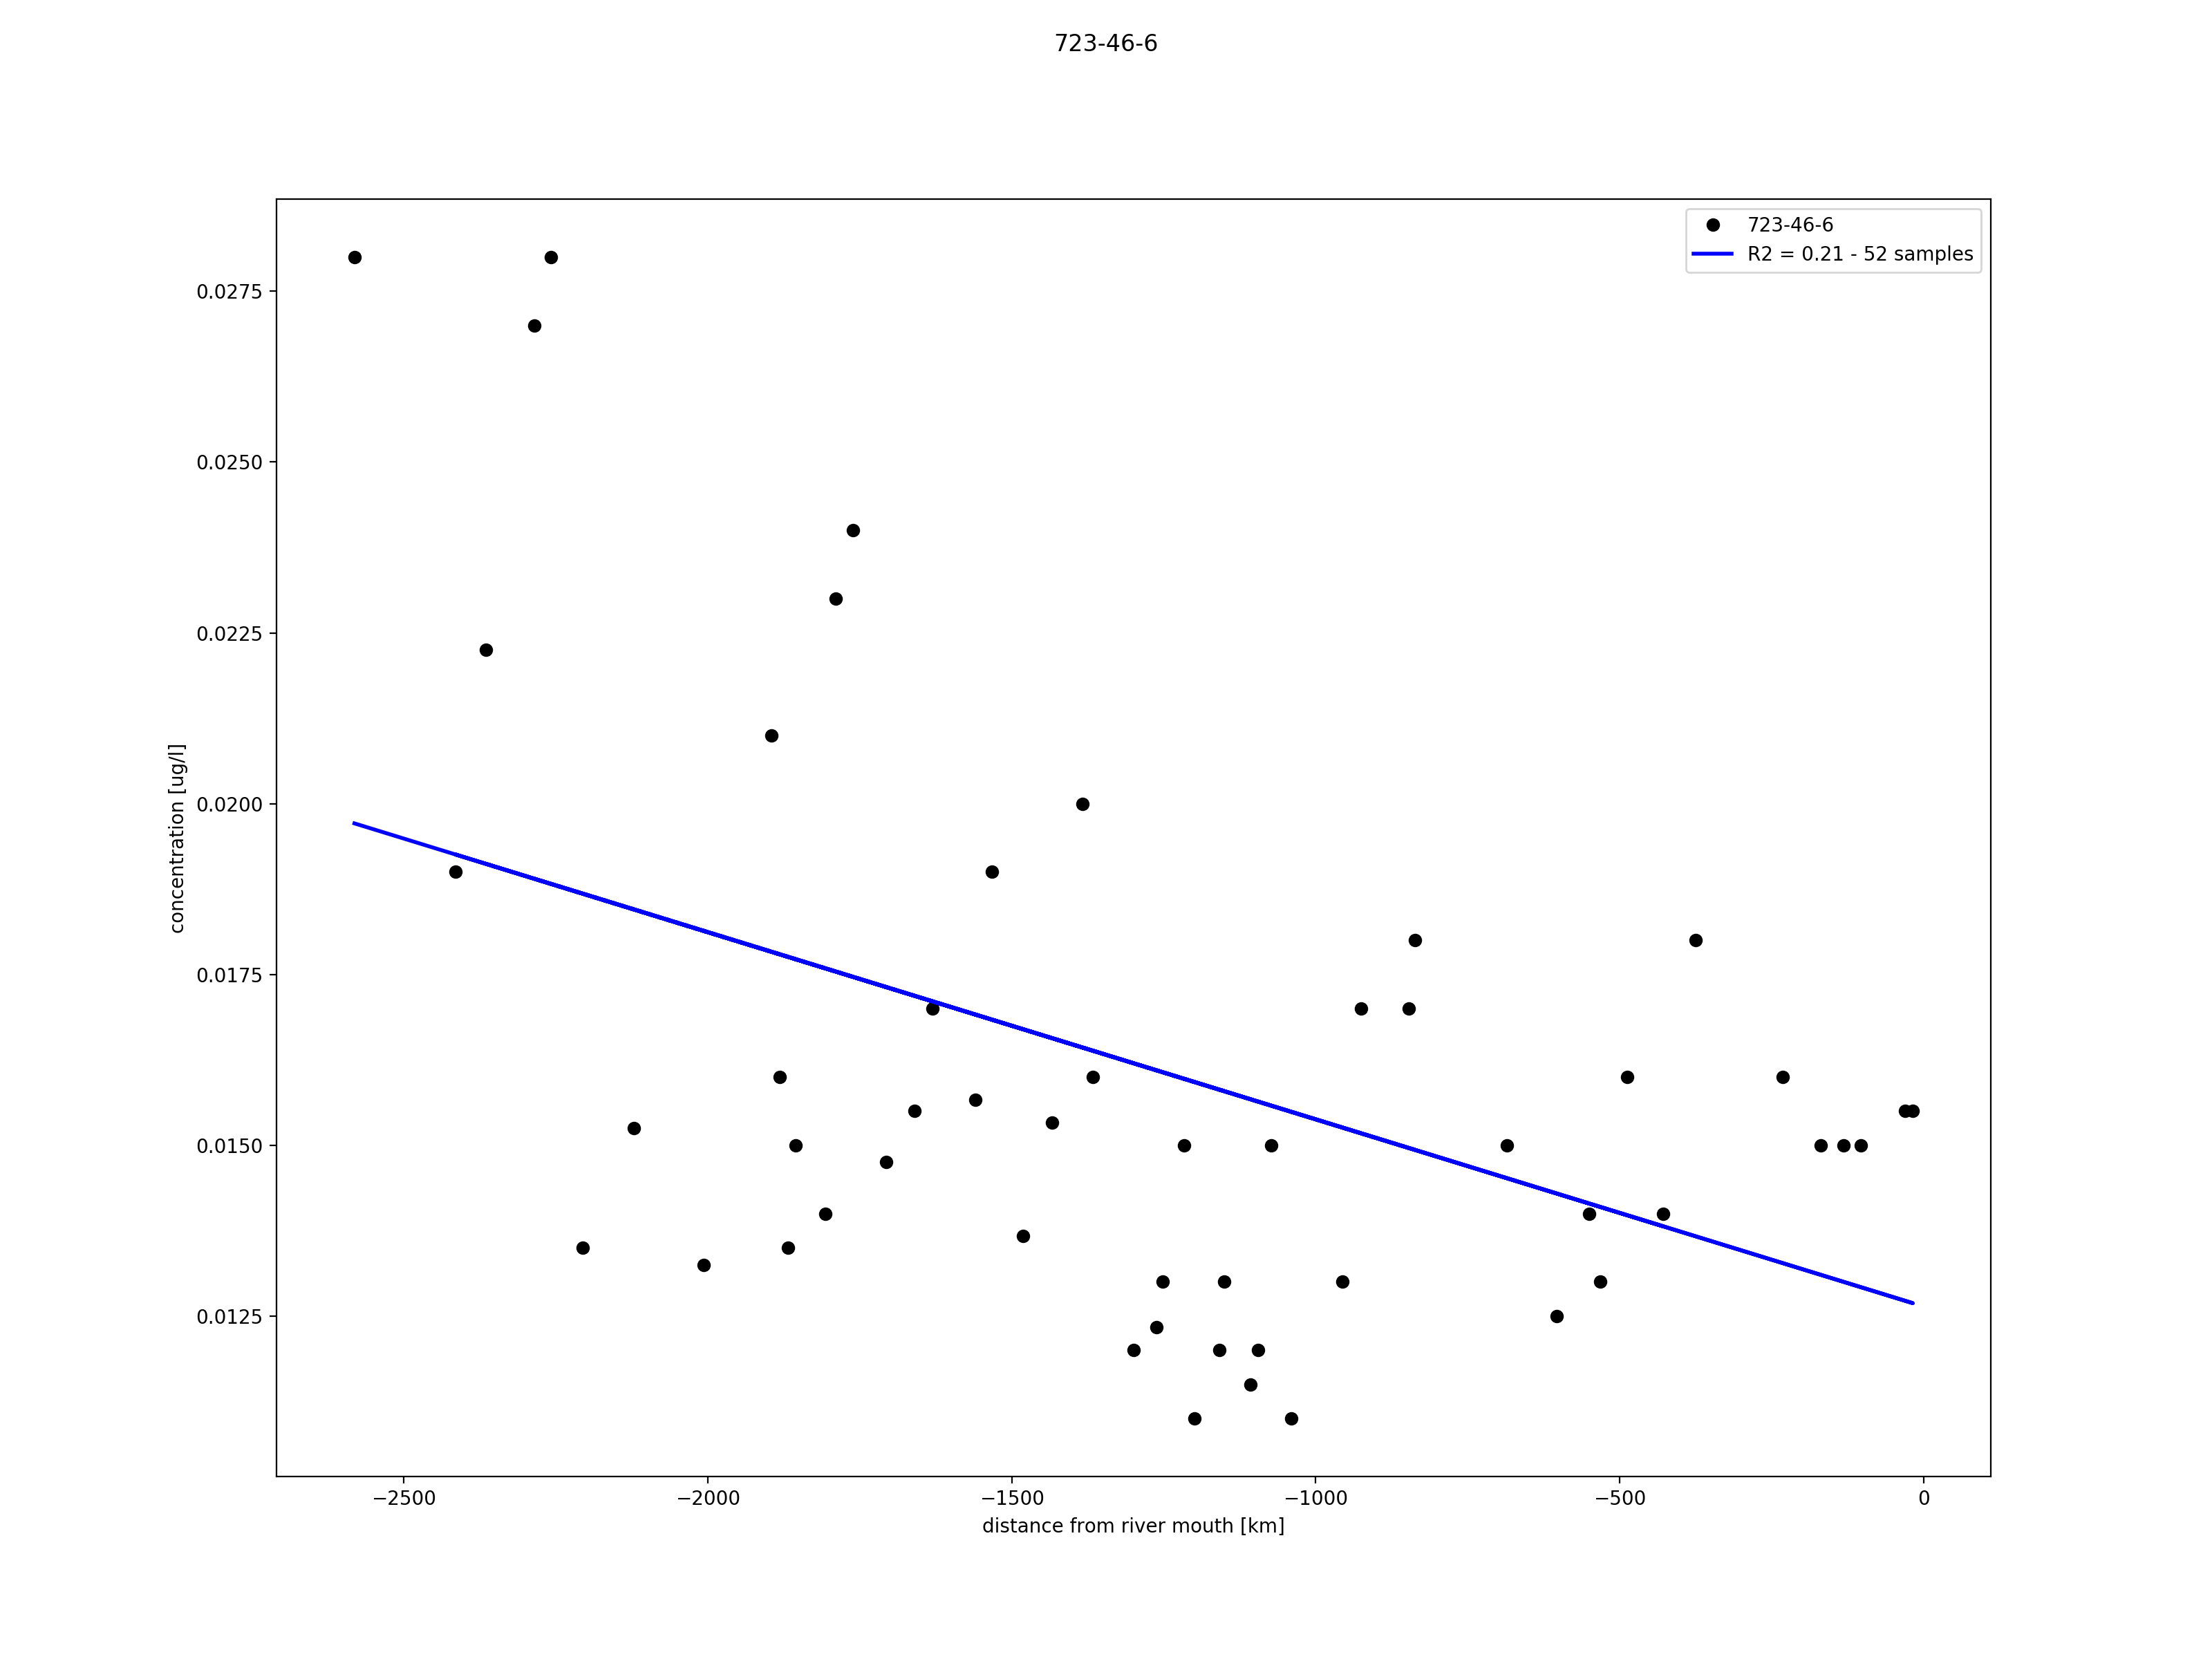 723-46-6
723-46-6
R2 = 0.21 - 52 samples
0.0275
0.0250
0.0225
0.0200
0.0175
0.0150
0.0125
concentration [ug/l]
−2500 −2000 −1500 −1000 −500 0
distance from river mouth [km]